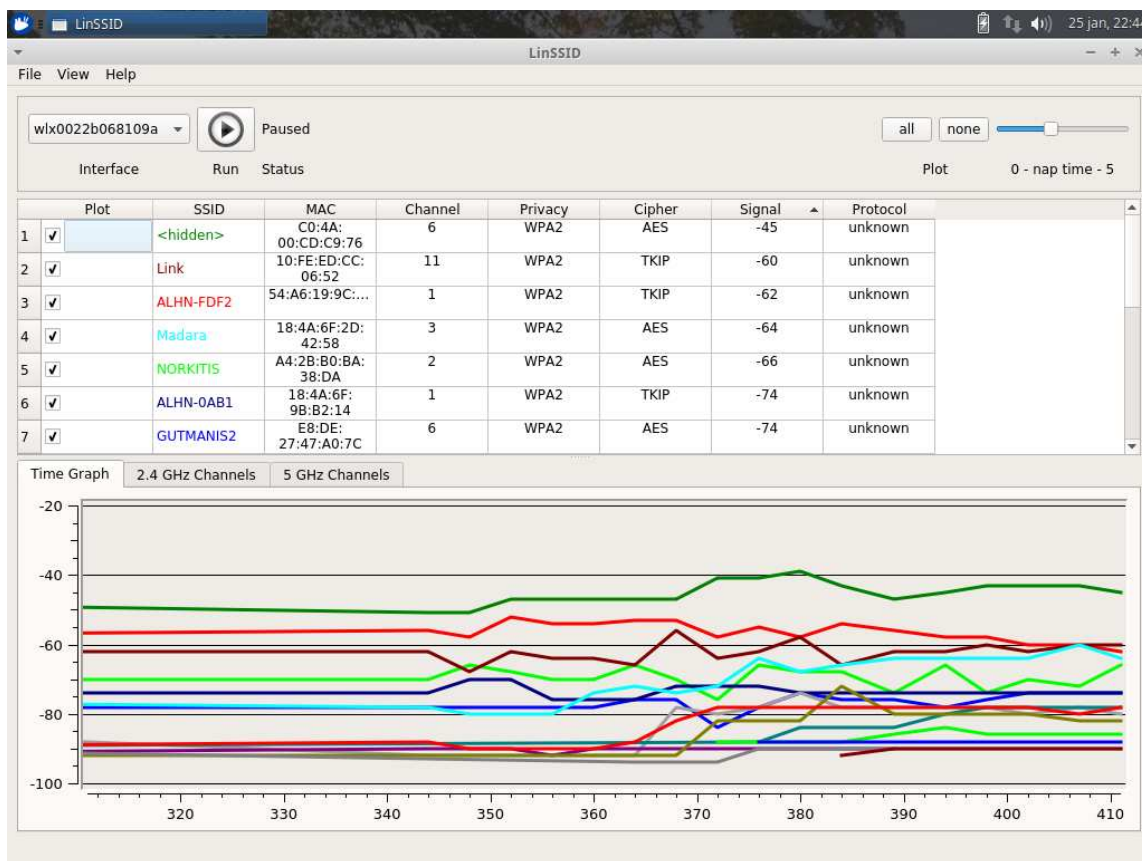 LinSSID 25 jan, 22:44
LinSSID
File View Help
wlx0022b068109a Paused all none
Interface Run Status Plot 0 - nap time - 5
Plot SSID MAC Channel Privacy Cipher Signal Protocol
1 <hidden> C0:4A: 00:CD:C9:76 6 WPA2 AES -45 unknown
2 Link 10:FE:ED:CC: 06:52 11 WPA2 TKIP -60 unknown
3 ALHN-FDF2 54:A6:19:9C:... 1 WPA2 TKIP -62 unknown
4 Madara 18:4A:6F:2D: 42:58 3 WPA2 AES -64 unknown
5 NORKITIS A4:2B:B0:BA: 38:DA 2 WPA2 AES -66 unknown
6 ALHN-0AB1 18:4A:6F: 9B:B2:14 1 WPA2 TKIP -74 unknown
7 GUTMANIS2 E8:DE: 27:47:A0:7C 6 WPA2 AES -74 unknown
Time Graph 2.4 GHz Channels 5 GHz Channels
-20
-40
-60
-80
-100
320 330 340 350 360 370 380 390 400 410